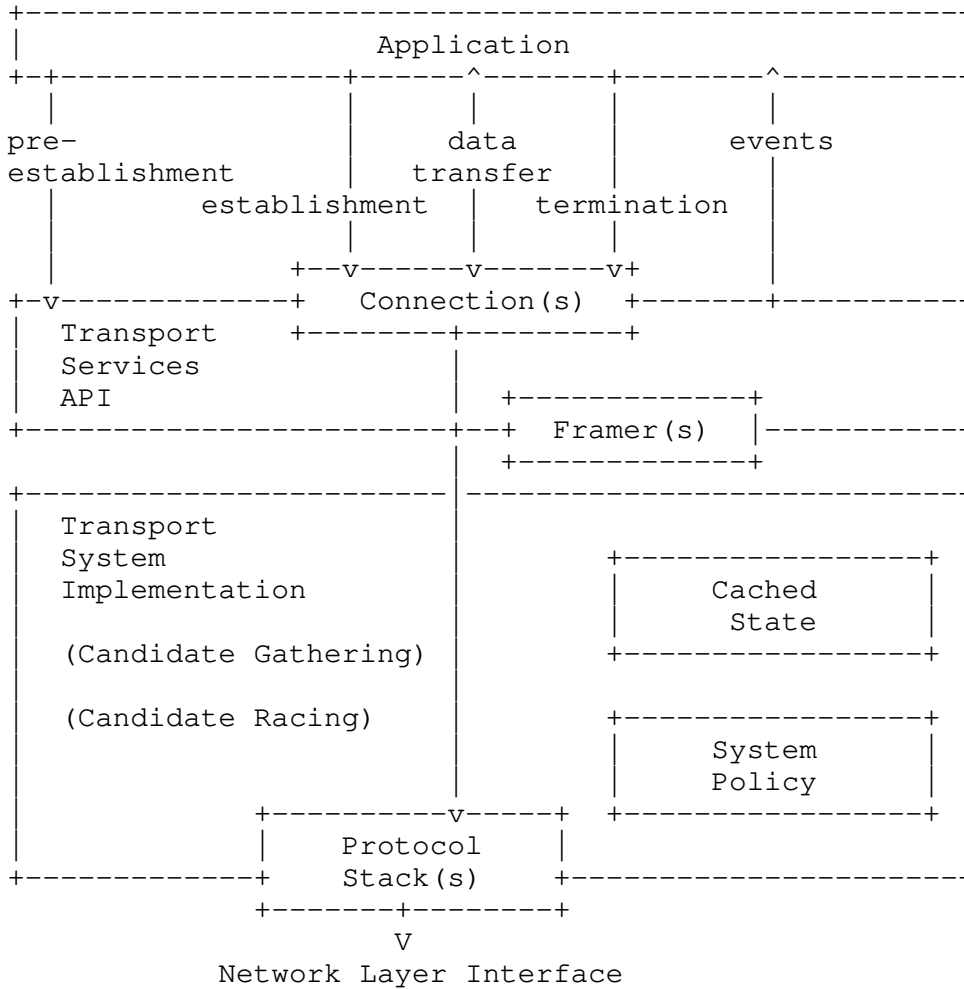 Application
pre- data events
establishment transfer
establishment termination
Connection(s)
Transport
Services
API
Framer(s)
Transport
System
Implementation Cached
State
(Candidate Gathering)
(Candidate Racing) System
Policy
Protocol
Stack(s)
Network Layer Interface